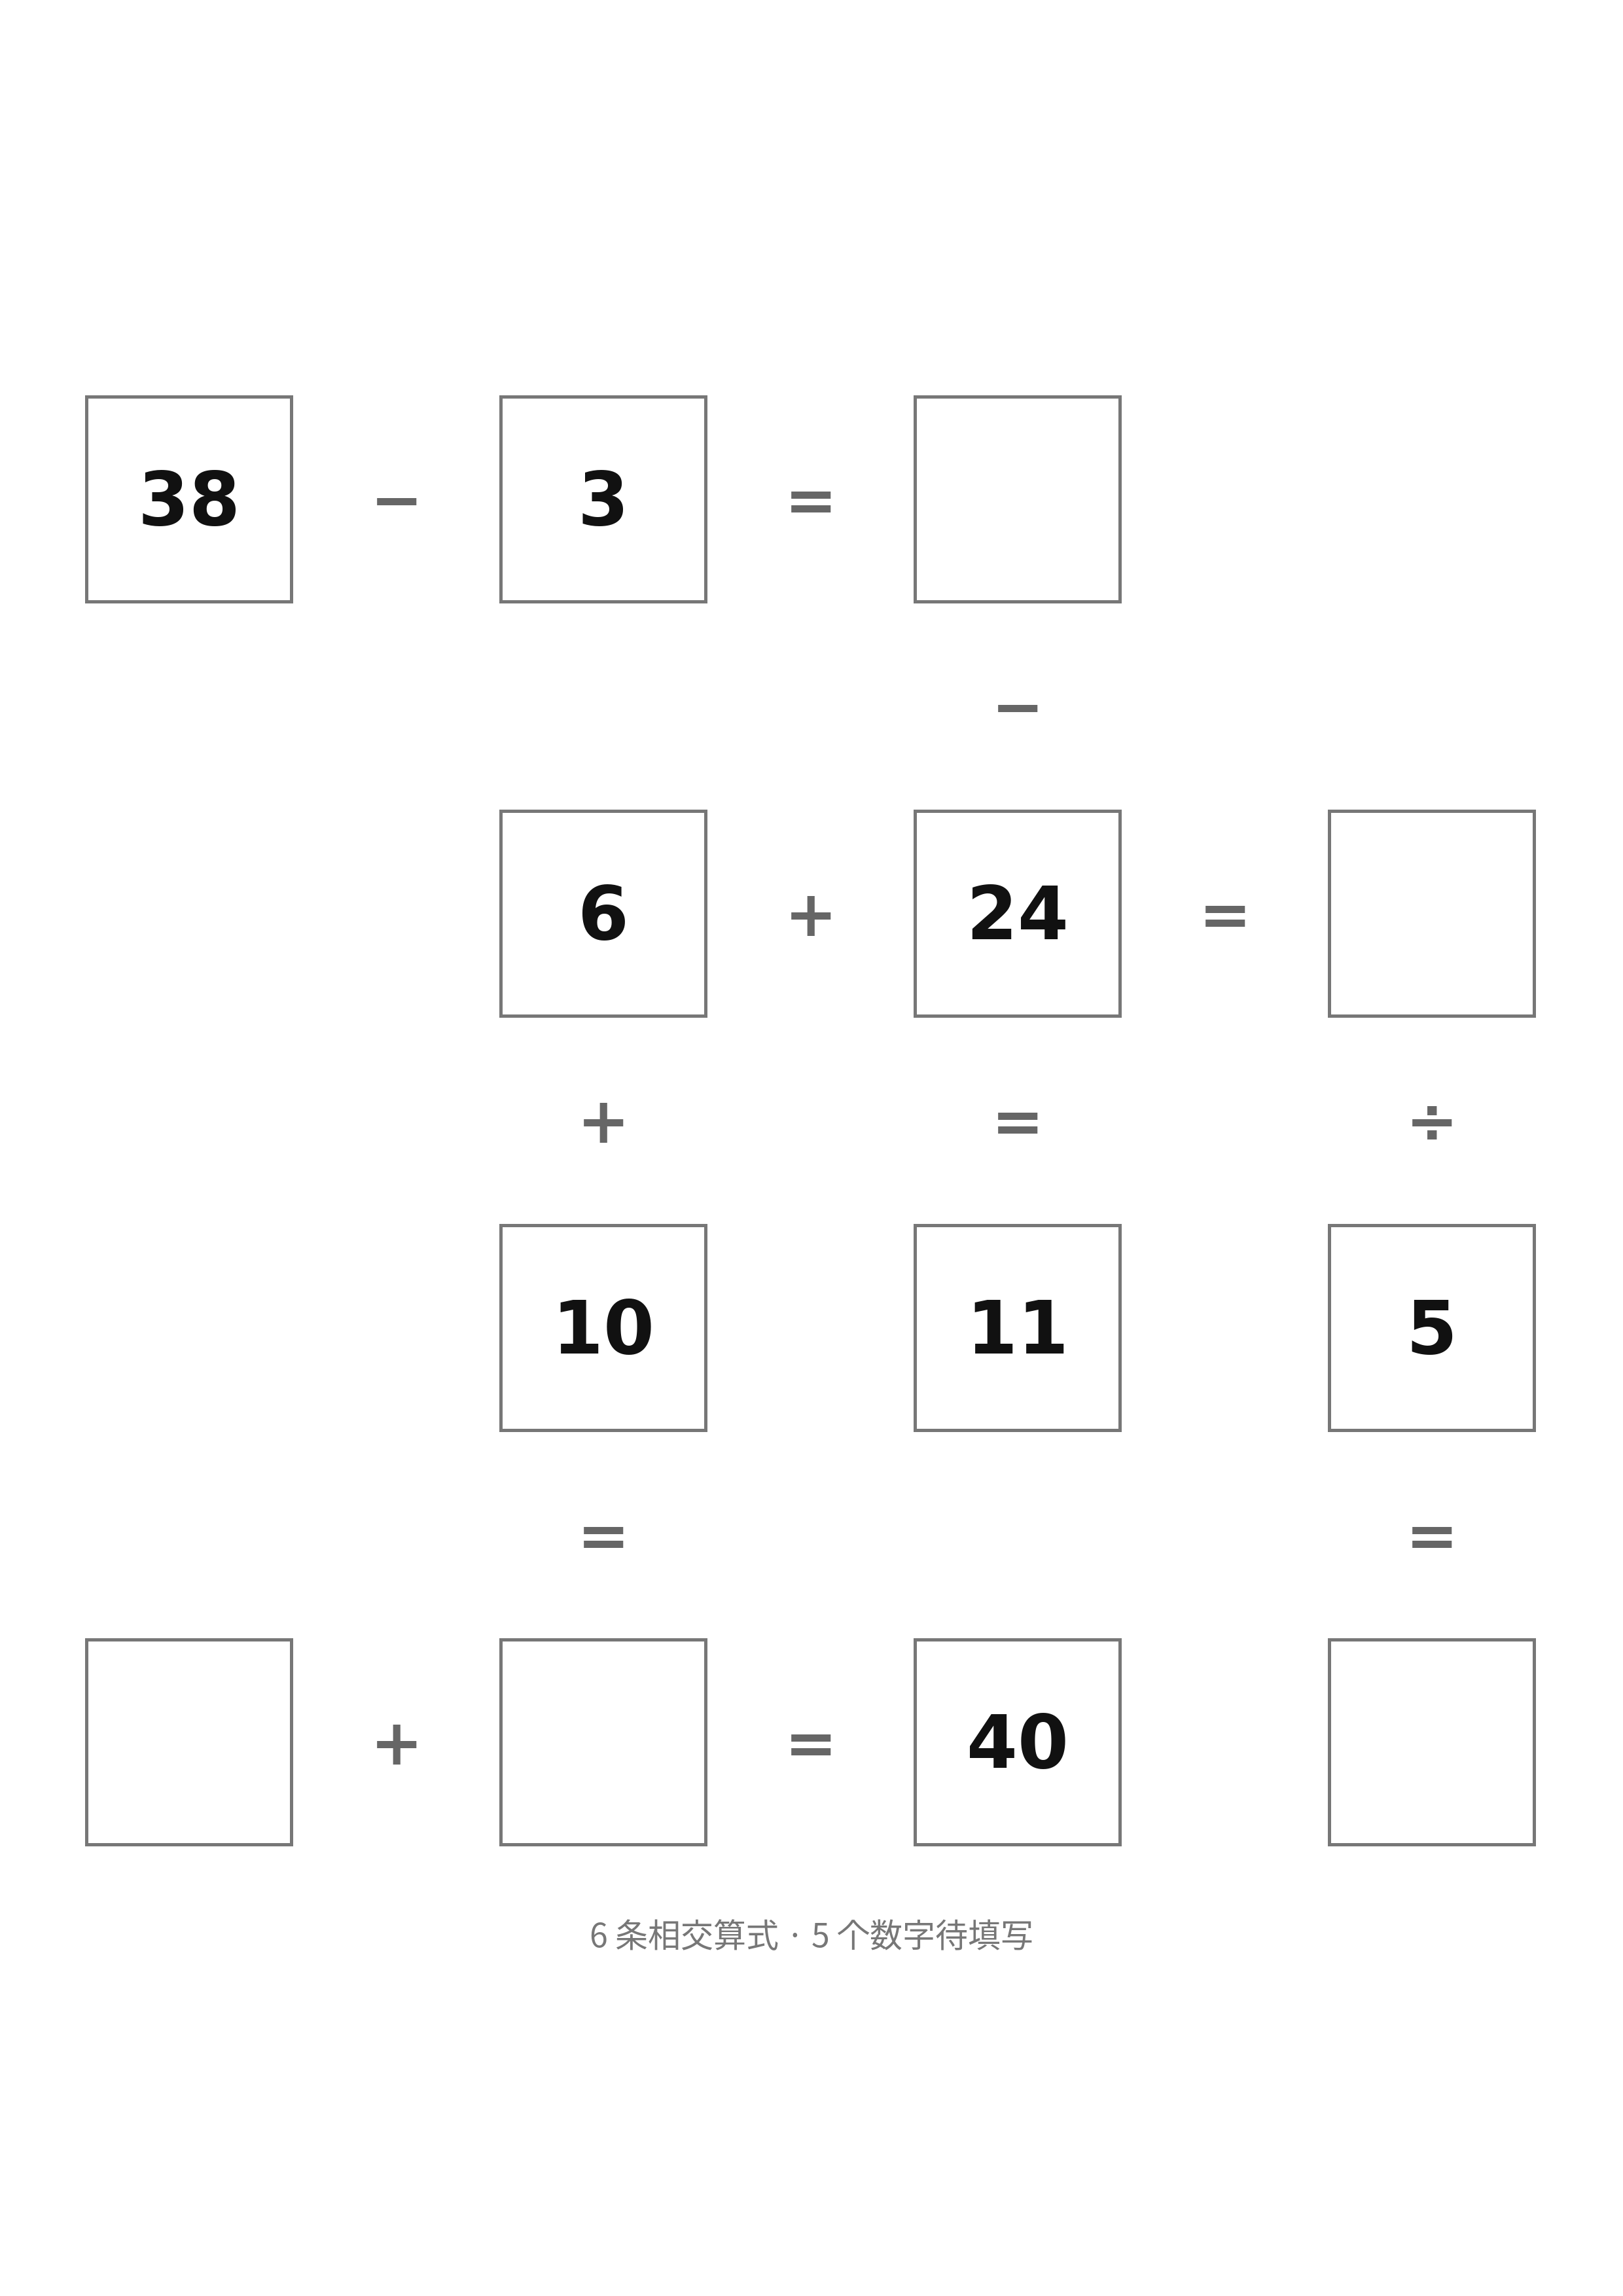 38 − 3 =
−
6 + 24 =
+ = ÷
10 11 5
= =
+ = 40
6 条相交算式 · 5 个数字待填写